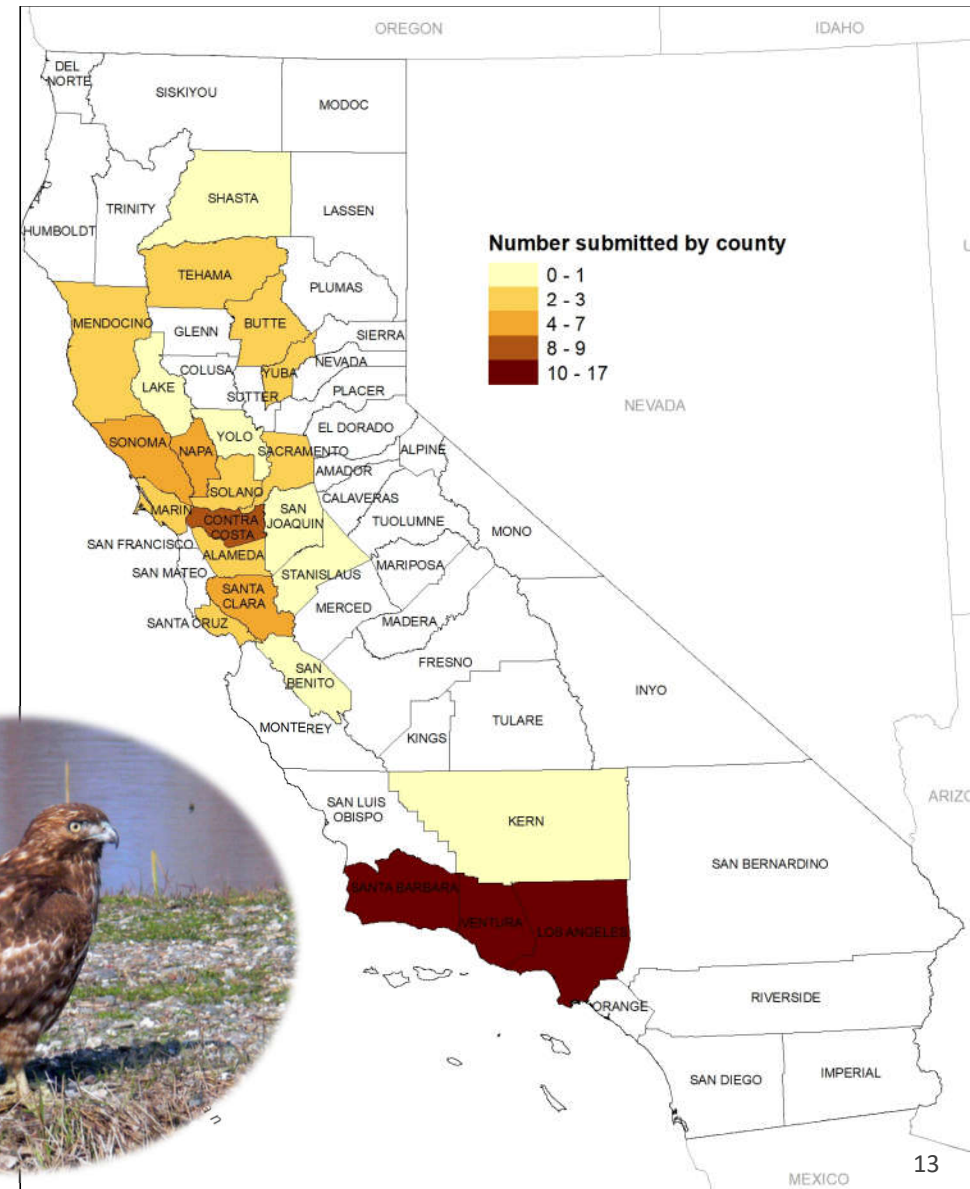 OREGON
IDAHO
DEL
NORTE
SISKIYOU
MODOC
SHASTA
TRINITY
LASSEN
HUMBOLDT
Number submitted by county
0 - 1
2 - 3
4 - 7
8 - 9
10 - 17
TEHAMA
PLUMAS
MENDOCINO
GLENN
BUTTE
SIERRA
COLUSA
YUBA
NEVADA
LAKE
SUTTER
PLACER
NEVADA
EL DORADO
SONOMA
NAPA
YOLO
SACRAMENTO
ALPINE
AMADOR
SOLANO
CALAVERAS
MARIN
SAN
JOAQUIN
CONTRA
COSTA
TUOLUMNE
MONO
SAN FRANCISCO
ALAMEDA
SAN MATEO
STANISLAUS
MARIPOSA
SANTA
CLARA
MERCED
SANTA CRUZ
MADERA
SAN
BENITO
FRESNO
INYO
TULARE
MONTEREY
KINGS
SAN LUIS
OBISPO
KERN
ARIZO
SAN BERNARDINO
SANTA BARBARA
VENTURA
LOS ANGELES
ORANGE
RIVERSIDE
SAN DIEGO
IMPERIAL
MEXICO
13